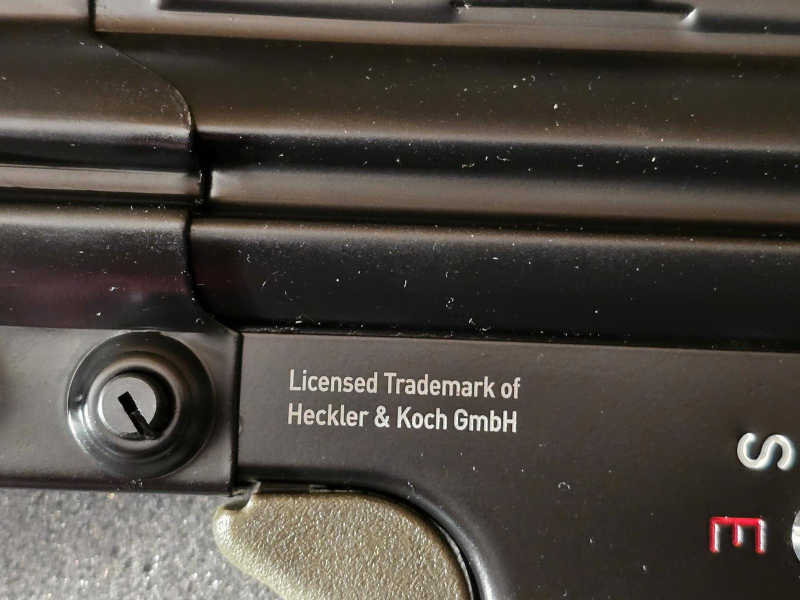 Licensed Trademark of
Heckler & Koch GmbH
S
E